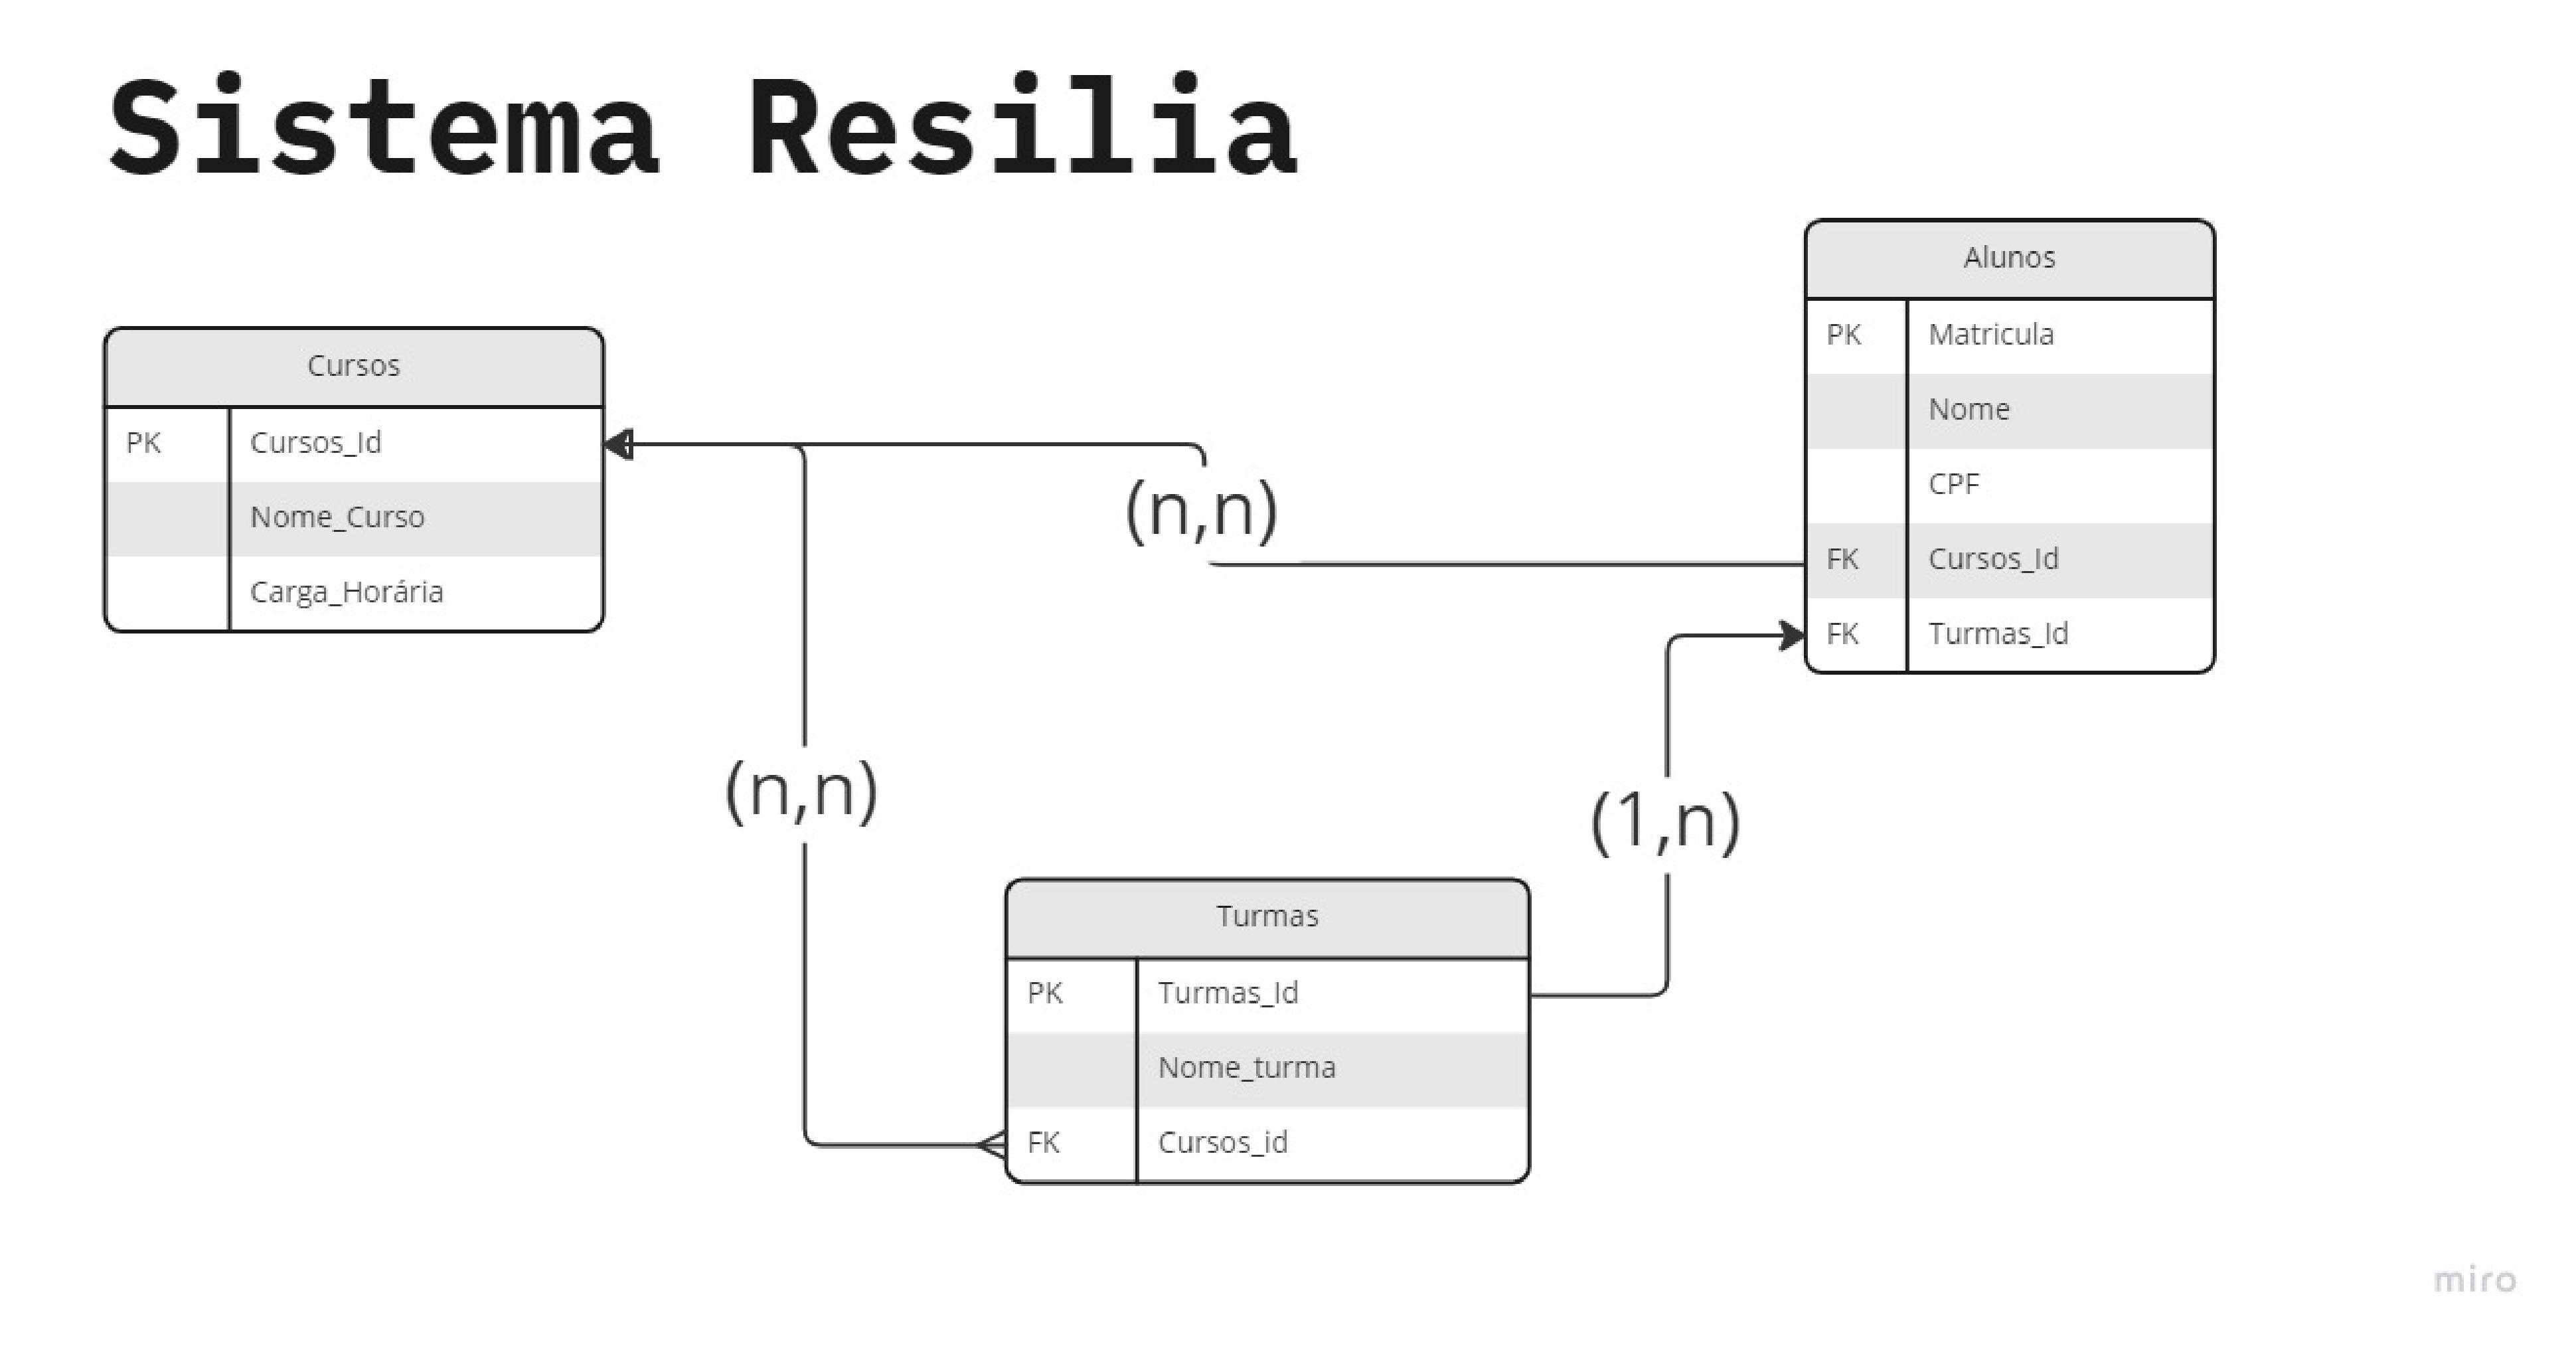 Sistema Resilia
Cursos
PK Cursos_Id
Nome_Curso
Carga_Horária
(n,n)
Alunos
PK Matricula
Nome
CPF
FK Cursos_Id
FK Turmas_Id
(n,n)
(1,n)
Turmas
PK Turmas_Id
Nome_turma
FK Cursos_id
miro